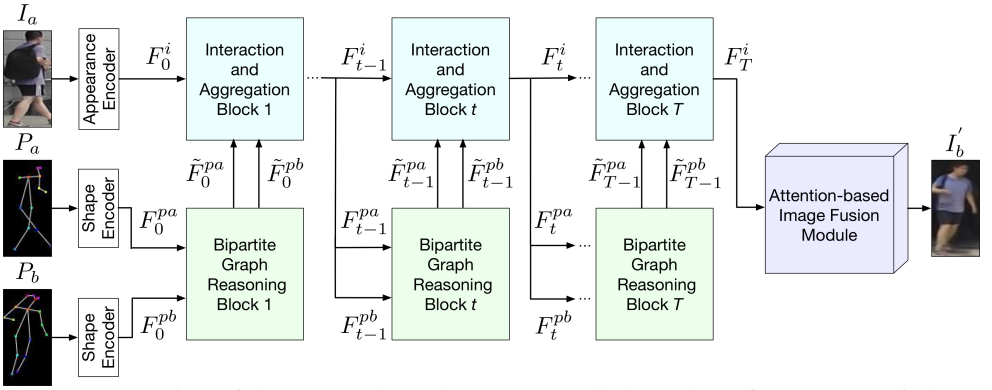 I_a
Appearance
Encoder
F_0^i
Interaction
and
Aggregation
Block 1
...
F_{t-1}^i
Interaction
and
Aggregation
Block t
F_t^i
...
Interaction
and
Aggregation
Block T
F_T^i
P_a
Shape
Encoder
F_0^{pa}
F̃_0^{pa}
F̃_0^{pb}
Bipartite
Graph
Reasoning
Block 1
F̃_{t-1}^{pa}
F̃_{t-1}^{pb}
F_{t-1}^{pa}
Bipartite
Graph
Reasoning
Block t
F_{t-1}^{pb}
F̃_{T-1}^{pa}
F̃_{T-1}^{pb}
F_t^{pa}
...
...
F_t^{pb}
Bipartite
Graph
Reasoning
Block T
P_b
Shape
Encoder
F_0^{pb}
Attention-based
Image Fusion
Module
I_b^'